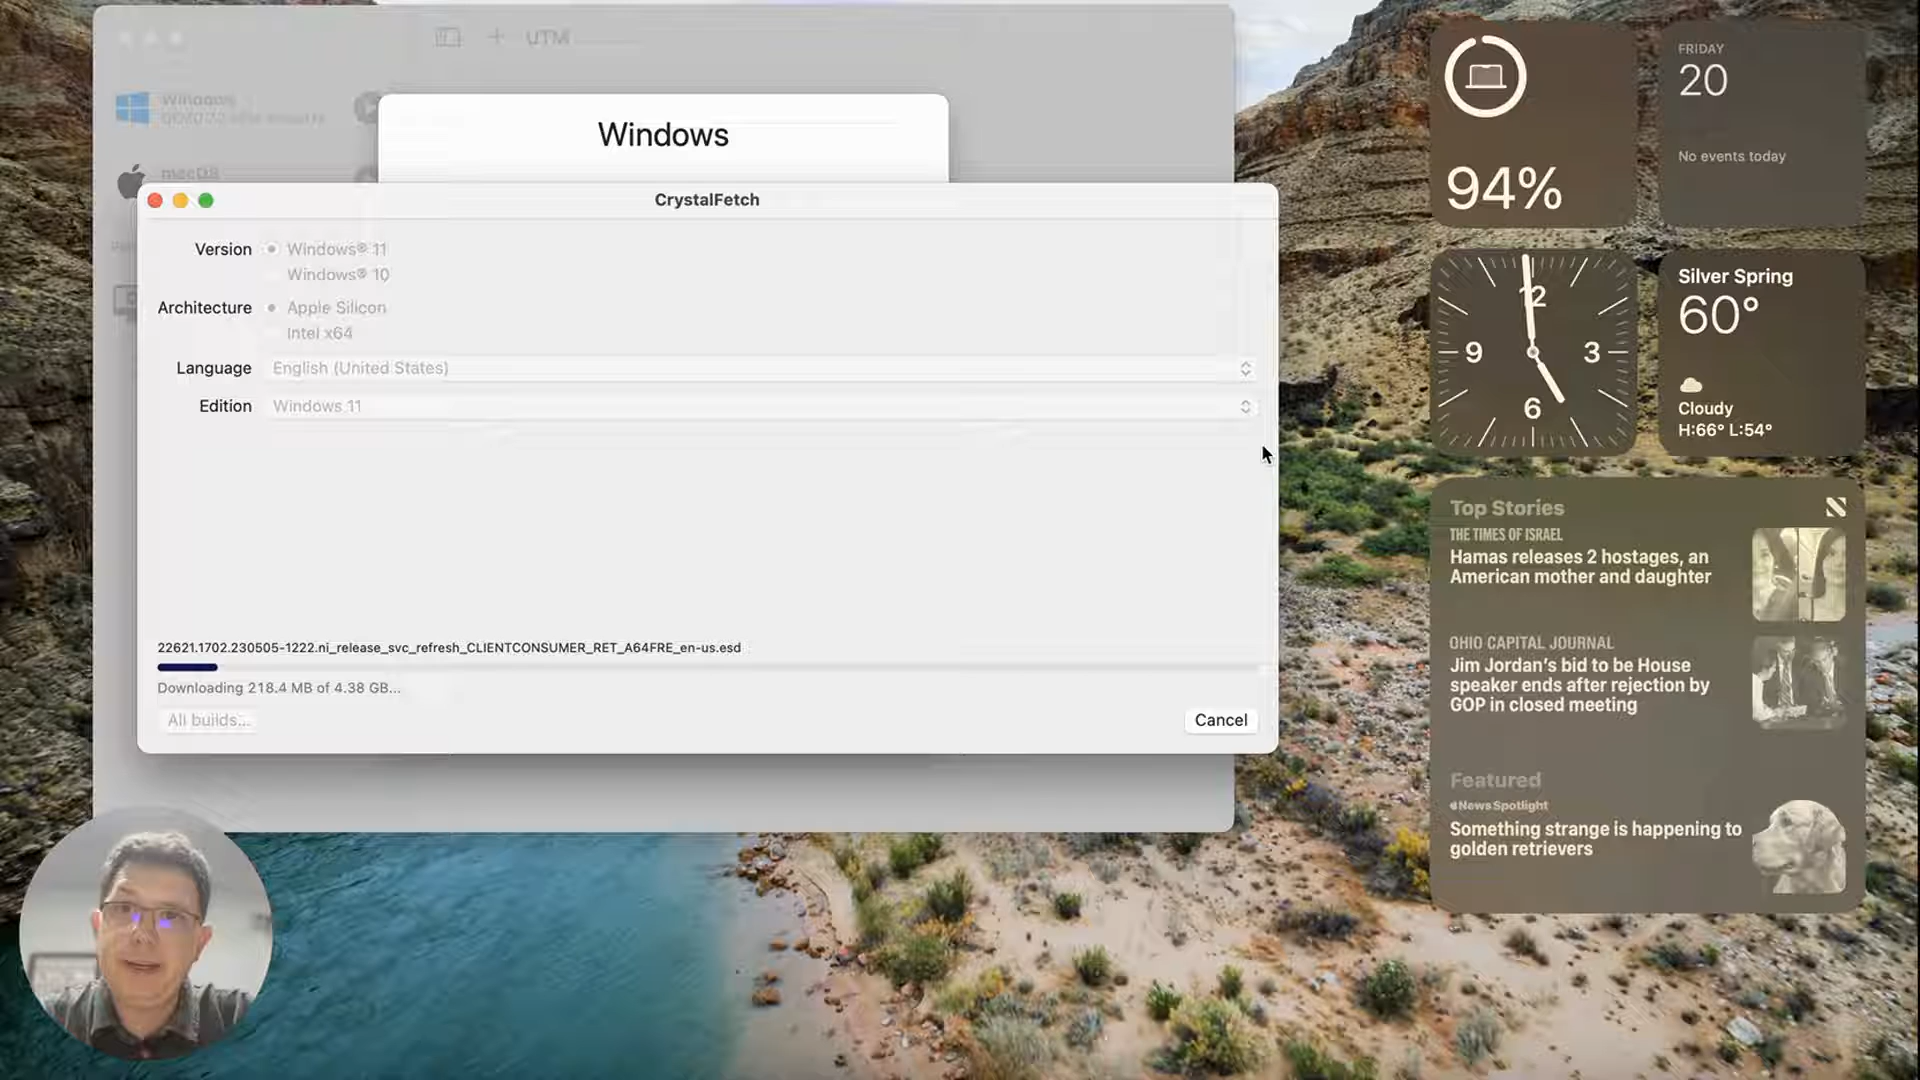 UTM
Windows
macOS
Windows
CrystalFetch
Version
Windows® 11
Windows® 10
Architecture
Apple Silicon
Intel x64
Language
English (United States)
Edition
Windows 11
22621.1702.230505-1222.ni_release_svc_refresh_CLIENTCONSUMER_RET_A64FRE_en-us.esd
Downloading 218.4 MB of 4.38 GB...
All builds...
Cancel
94%
FRIDAY
20
No events today
12
9
3
6
Silver Spring
60°
Cloudy
H:66° L:54°
Top Stories
THE TIMES OF ISRAEL
Hamas releases 2 hostages, an
American mother and daughter
OHIO CAPITAL JOURNAL
Jim Jordan's bid to be House
speaker ends after rejection by
GOP in closed meeting
Featured
News Spotlight
Something strange is happening to
golden retrievers